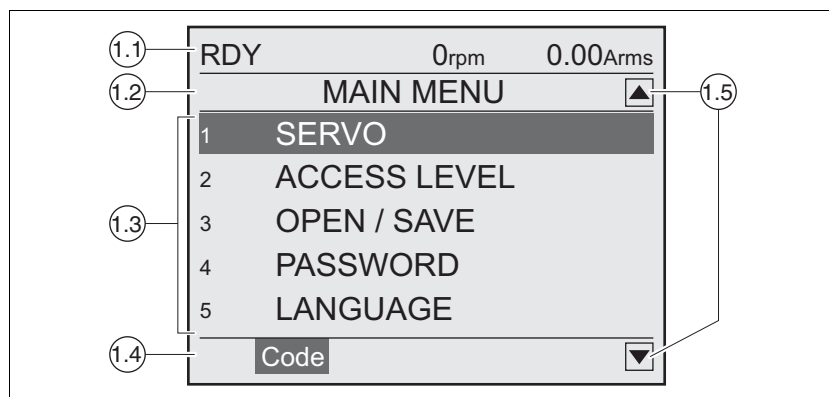 1.1 RDY 0rpm 0.00Arms
1.2 MAIN MENU 1.5
1 SERVO
2 ACCESS LEVEL
1.3 3 OPEN / SAVE
4 PASSWORD
5 LANGUAGE
1.4 Code